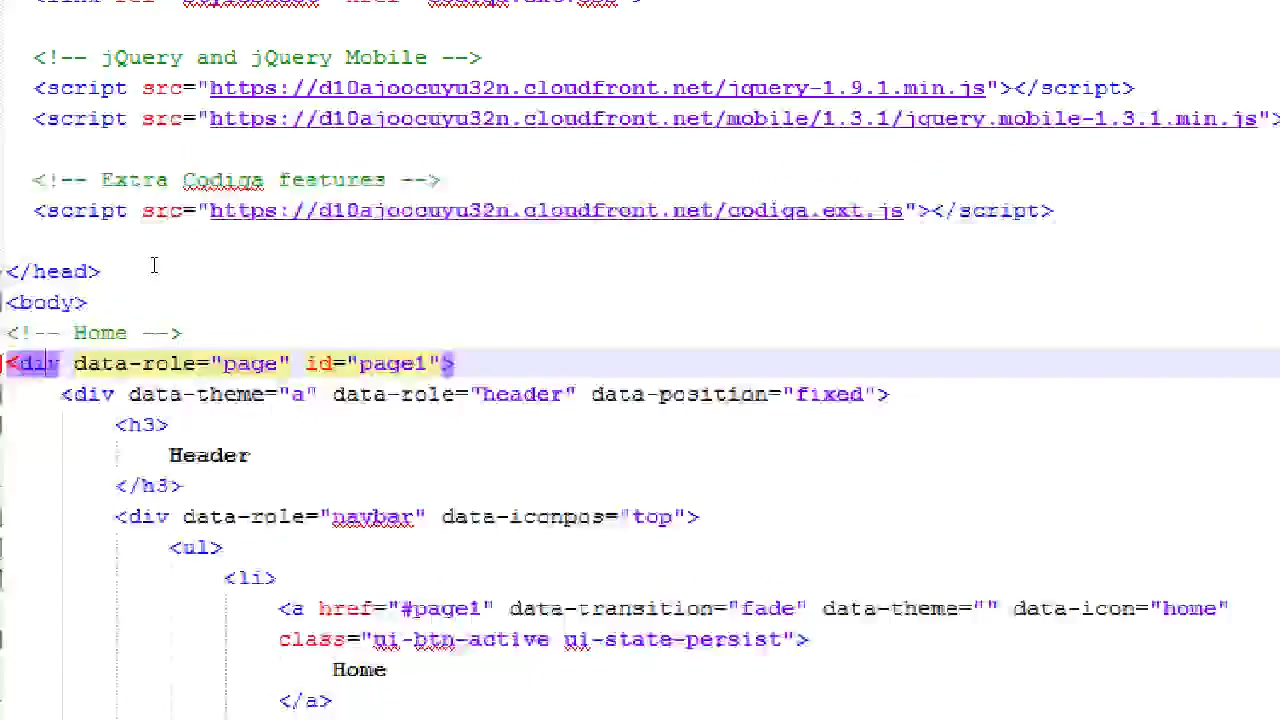 <!-- jQuery and jQuery Mobile -->
<script src="https://d10ajoocuyu32n.cloudfront.net/jquery-1.9.1.min.js"></script>
<script src="https://d10ajoocuyu32n.cloudfront.net/mobile/1.3.1/jquery.mobile-1.3.1.min.js">
<!-- Extra Codiqa features -->
<script src="https://d10ajoocuyu32n.cloudfront.net/codiqa.ext.js"></script>
</head>
<body>
<!-- Home -->
<div data-role="page" id="page1">
<div data-theme="a" data-role="header" data-position="fixed">
<h3>
Header
</h3>
<div data-role="navbar" data-iconpos="top">
<ul>
<li>
<a href="#page1" data-transition="fade" data-theme="" data-icon="home"
class="ui-btn-active ui-state-persist">
Home
</a>